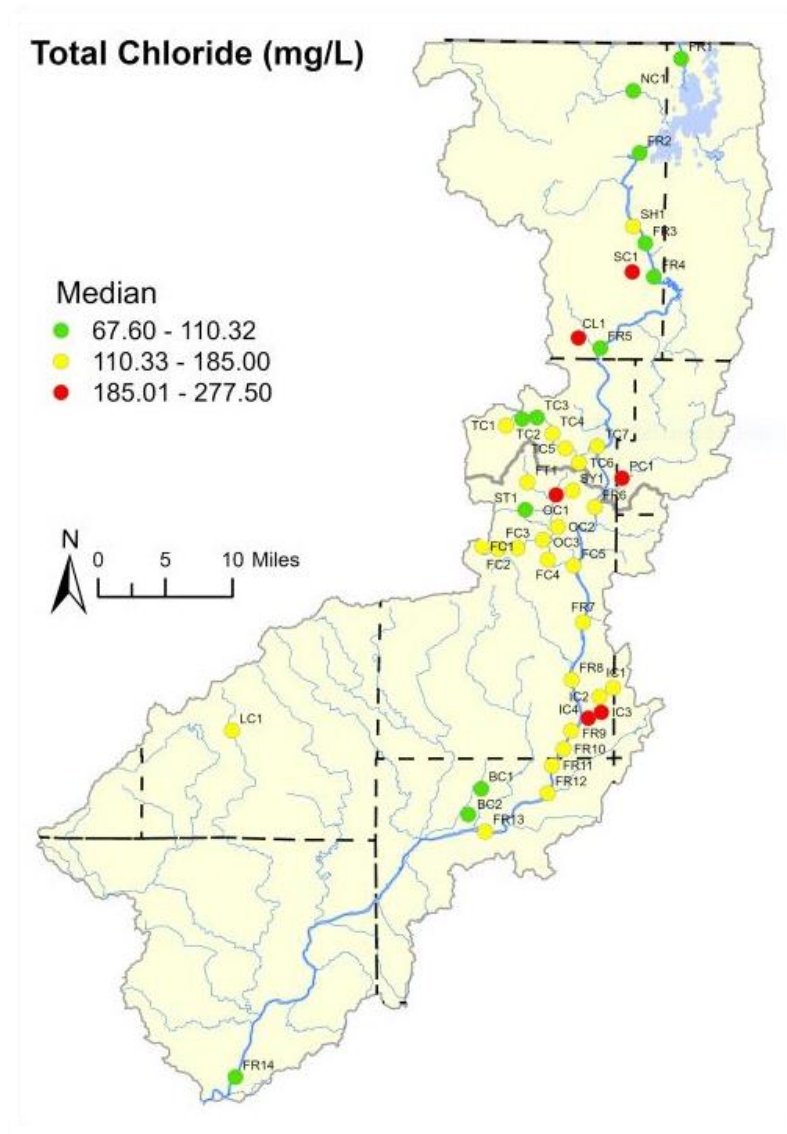 Total Chloride (mg/L)
FR1
NC1
FR2
SH1
FR3
SC1
FR4
Median
67.60 - 110.32
110.33 - 185.00
185.01 - 277.50
CL1
FR5
TC3
TC1
TC2
TC4
TC5
TC7
TC6
FT1
PC1
SY1
ST1
OC1
FR6
OC2
FC3
OC3
FC1
FC2
FC4
FC5
N
0 5 10 Miles
FR7
FR8
IC1
IC2
IC4
IC3
LC1
FR9
FR10
FR11
BC1
FR12
BC2
FR13
FR14